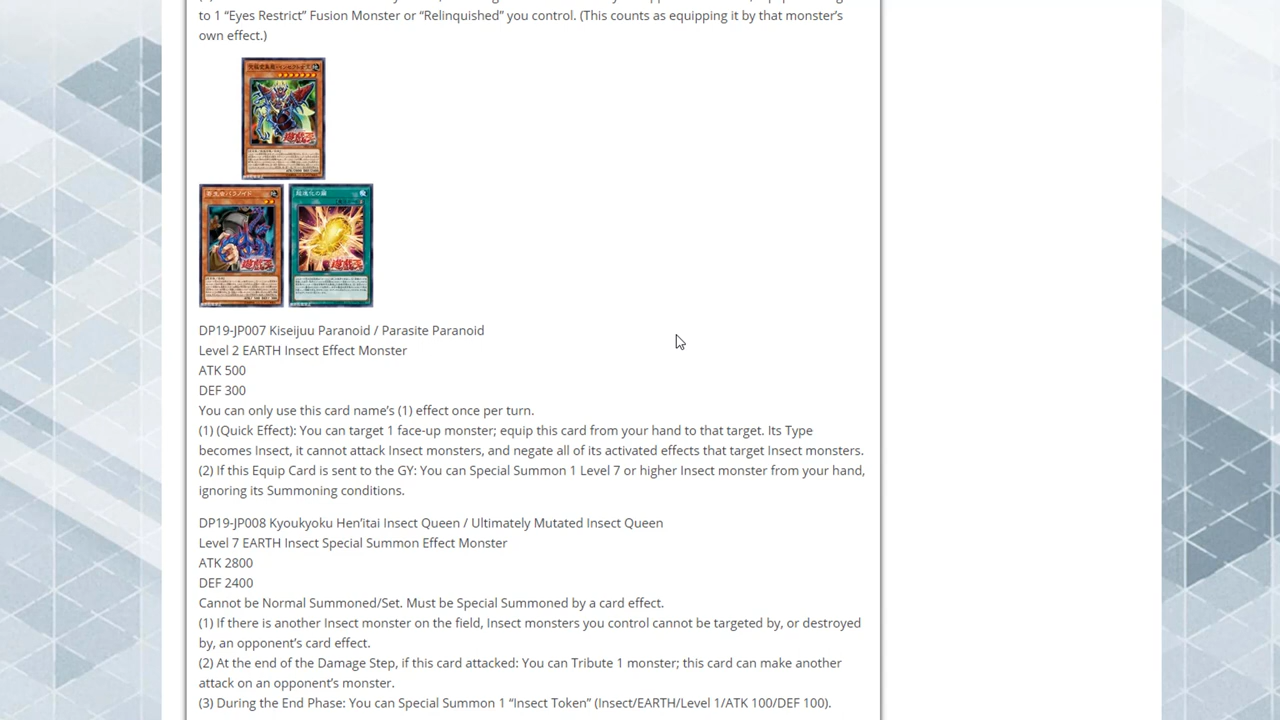 to 1 “Eyes Restrict” Fusion Monster or “Relinquished” you control. (This counts as equipping it by that monster’s
own effect.)
DP19-JP007 Kiseijuu Paranoid / Parasite Paranoid
Level 2 EARTH Insect Effect Monster
ATK 500
DEF 300
You can only use this card name’s (1) effect once per turn.
(1) (Quick Effect): You can target 1 face-up monster; equip this card from your hand to that target. Its Type
becomes Insect, it cannot attack Insect monsters, and negate all of its activated effects that target Insect monsters.
(2) If this Equip Card is sent to the GY: You can Special Summon 1 Level 7 or higher Insect monster from your hand,
ignoring its Summoning conditions.
DP19-JP008 Kyoukyoku Hen’itai Insect Queen / Ultimately Mutated Insect Queen
Level 7 EARTH Insect Special Summon Effect Monster
ATK 2800
DEF 2400
Cannot be Normal Summoned/Set. Must be Special Summoned by a card effect.
(1) If there is another Insect monster on the field, Insect monsters you control cannot be targeted by, or destroyed
by, an opponent’s card effect.
(2) At the end of the Damage Step, if this card attacked: You can Tribute 1 monster; this card can make another
attack on an opponent’s monster.
(3) During the End Phase: You can Special Summon 1 “Insect Token” (Insect/EARTH/Level 1/ATK 100/DEF 100).